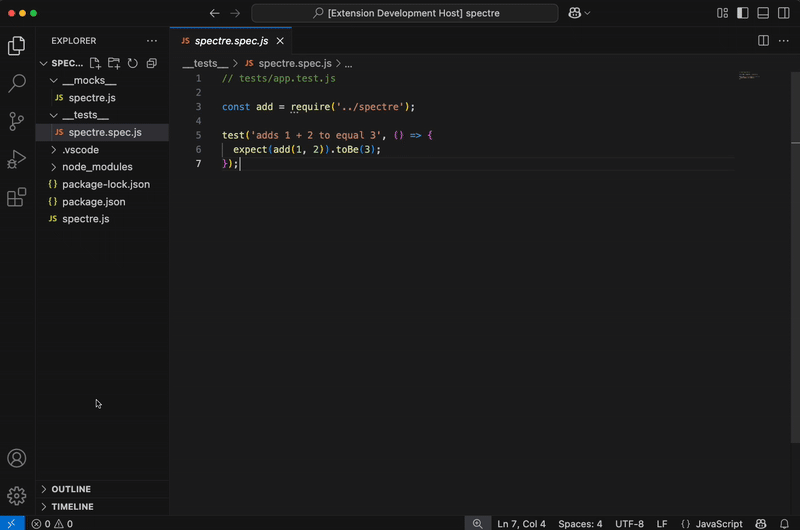 [Extension Development Host] spectre
EXPLORER
SPEC...
__mocks__
JS spectre.js
__tests__
JS spectre.spec.js
.vscode
node_modules
{} package-lock.json
{} package.json
JS spectre.js
OUTLINE
TIMELINE
JS spectre.spec.js
__tests__ > JS spectre.spec.js > ...
1 // tests/app.test.js
2
3 const add = require('../spectre');
4
5 test('adds 1 + 2 to equal 3', () => {
6 expect(add(1, 2)).toBe(3);
7 });
0 0 Ln 7, Col 4 Spaces: 4 UTF-8 LF {} JavaScript